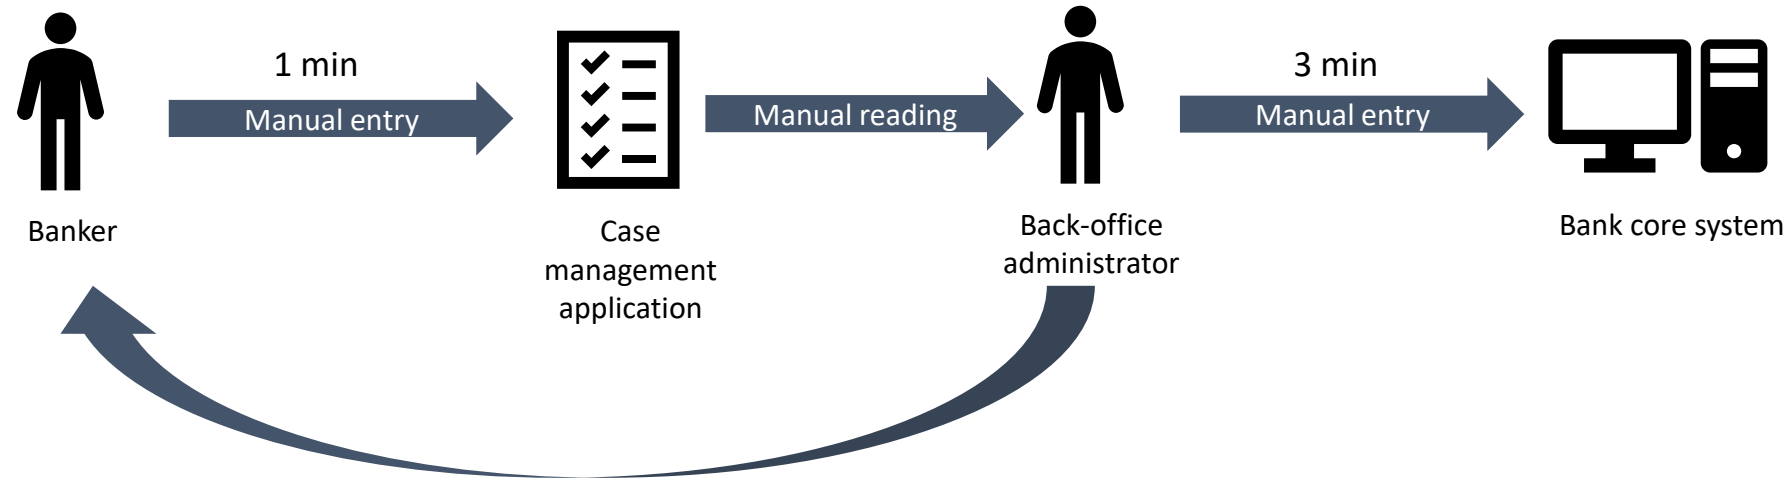 1 min
Manual entry
Manual reading
3 min
Manual entry
Banker
Case
management
application
Back-office
administrator
Bank core system